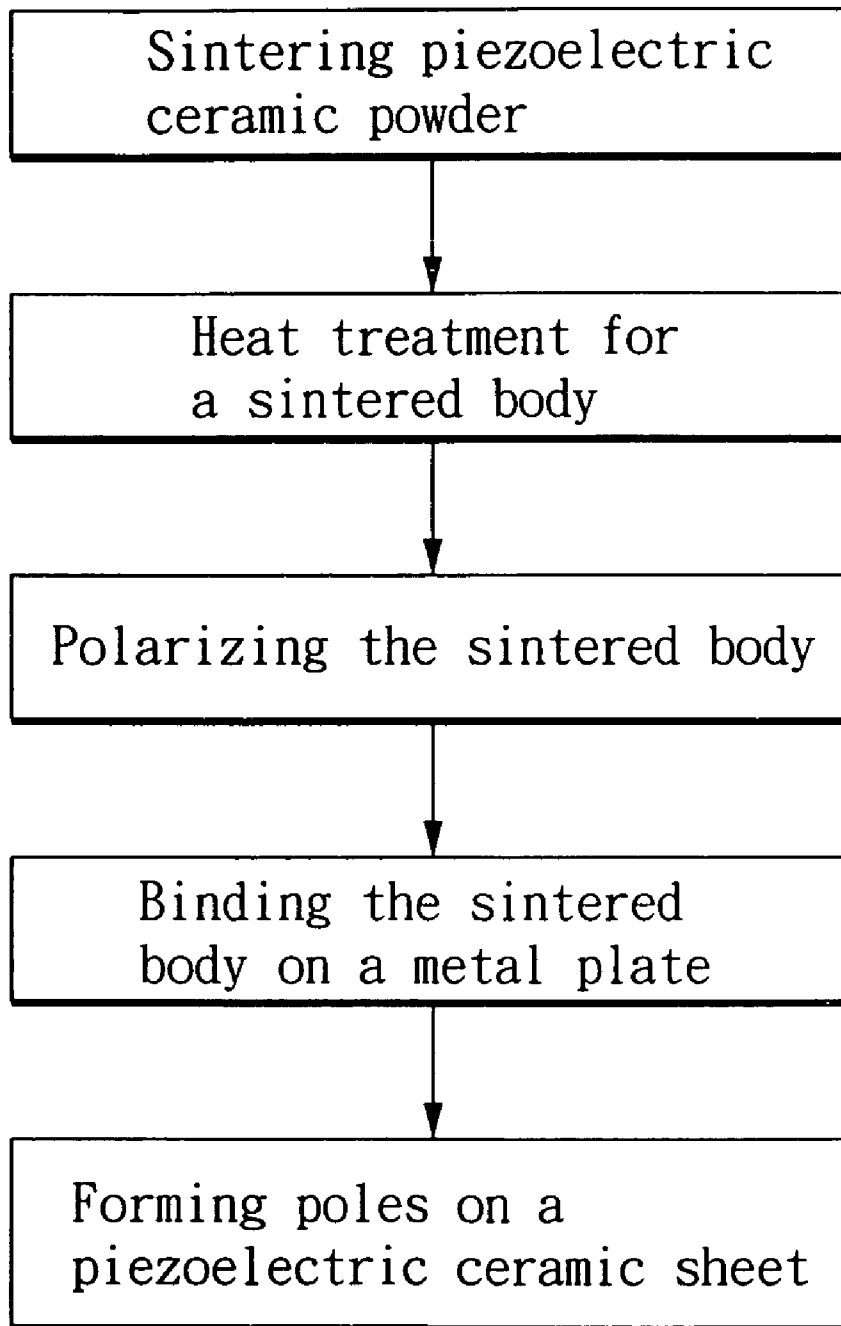 Sintering piezoelectric
ceramic powder
Heat treatment for
a sintered body
Polarizing the sintered body
Binding the sintered
body on a metal plate
Forming poles on a
piezoelectric ceramic sheet